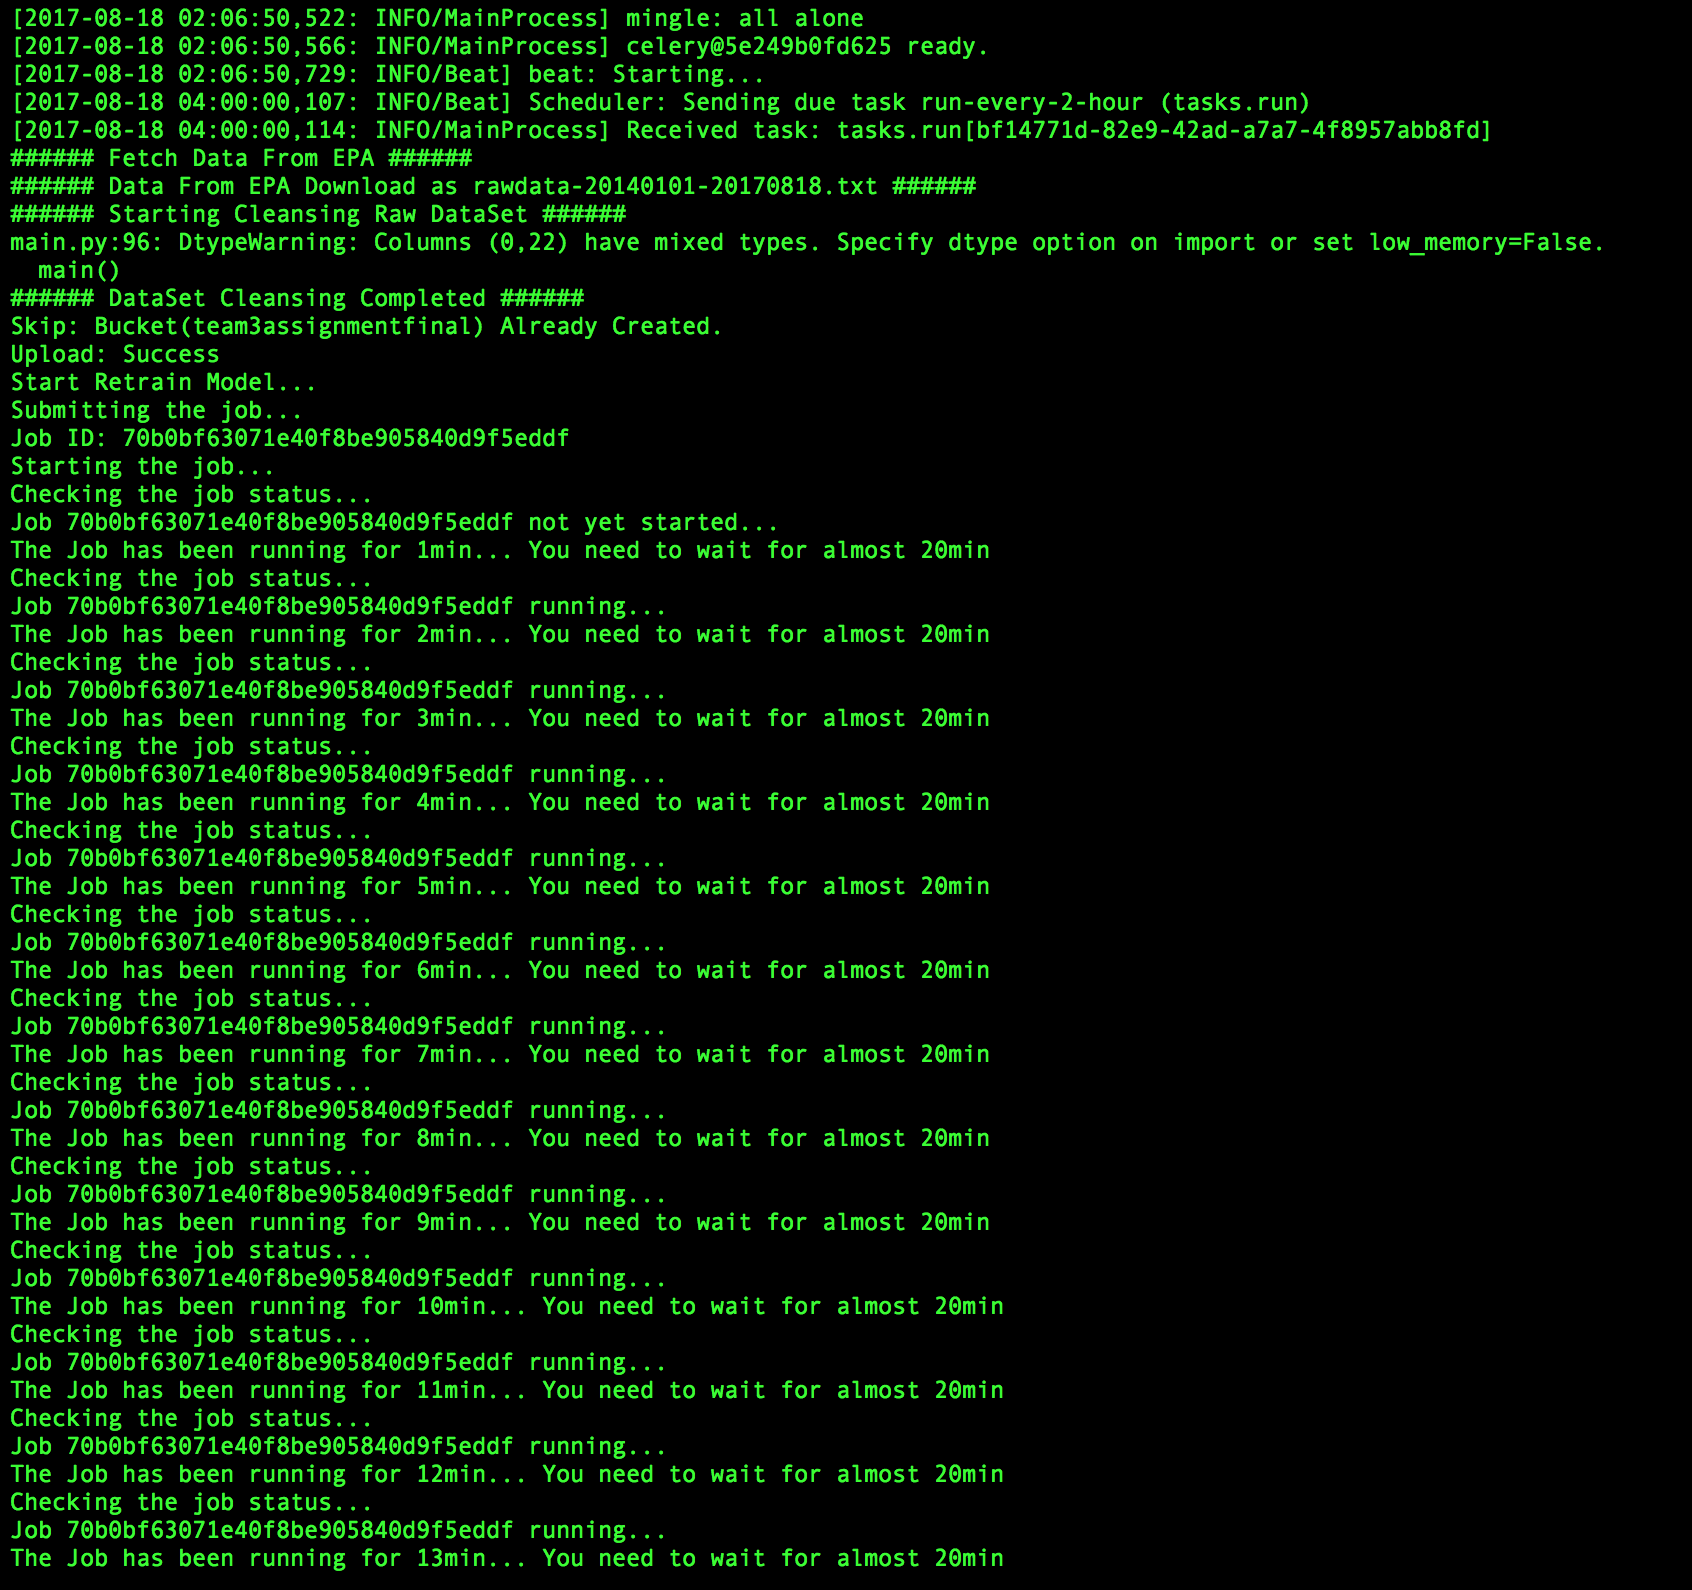 [2017-08-18 02:06:50,522: INFO/MainProcess] mingle: all alone
[2017-08-18 02:06:50,566: INFO/MainProcess] celery@5e249b0fd625 ready.
[2017-08-18 02:06:50,729: INFO/Beat] beat: Starting...
[2017-08-18 04:00:00,107: INFO/Beat] Scheduler: Sending due task run-every-2-hour (tasks.run)
[2017-08-18 04:00:00,114: INFO/MainProcess] Received task: tasks.run[bf14771d-82e9-42ad-a7a7-4f8957abb8fd]
###### Fetch Data From EPA ######
###### Data From EPA Download as rawdata-20140101-20170818.txt ######
###### Starting Cleansing Raw DataSet ######
main.py:96: DtypeWarning: Columns (0,22) have mixed types. Specify dtype option on import or set low_memory=False.
  main()
###### DataSet Cleansing Completed ######
Skip: Bucket(team3assignmentfinal) Already Created.
Upload: Success
Start Retrain Model...
Submitting the job...
Job ID: 70b0bf63071e40f8be905840d9f5eddf
Starting the job...
Checking the job status...
Job 70b0bf63071e40f8be905840d9f5eddf not yet started...
The Job has been running for 1min... You need to wait for almost 20min
Checking the job status...
Job 70b0bf63071e40f8be905840d9f5eddf running...
The Job has been running for 2min... You need to wait for almost 20min
Checking the job status...
Job 70b0bf63071e40f8be905840d9f5eddf running...
The Job has been running for 3min... You need to wait for almost 20min
Checking the job status...
Job 70b0bf63071e40f8be905840d9f5eddf running...
The Job has been running for 4min... You need to wait for almost 20min
Checking the job status...
Job 70b0bf63071e40f8be905840d9f5eddf running...
The Job has been running for 5min... You need to wait for almost 20min
Checking the job status...
Job 70b0bf63071e40f8be905840d9f5eddf running...
The Job has been running for 6min... You need to wait for almost 20min
Checking the job status...
Job 70b0bf63071e40f8be905840d9f5eddf running...
The Job has been running for 7min... You need to wait for almost 20min
Checking the job status...
Job 70b0bf63071e40f8be905840d9f5eddf running...
The Job has been running for 8min... You need to wait for almost 20min
Checking the job status...
Job 70b0bf63071e40f8be905840d9f5eddf running...
The Job has been running for 9min... You need to wait for almost 20min
Checking the job status...
Job 70b0bf63071e40f8be905840d9f5eddf running...
The Job has been running for 10min... You need to wait for almost 20min
Checking the job status...
Job 70b0bf63071e40f8be905840d9f5eddf running...
The Job has been running for 11min... You need to wait for almost 20min
Checking the job status...
Job 70b0bf63071e40f8be905840d9f5eddf running...
The Job has been running for 12min... You need to wait for almost 20min
Checking the job status...
Job 70b0bf63071e40f8be905840d9f5eddf running...
The Job has been running for 13min... You need to wait for almost 20min